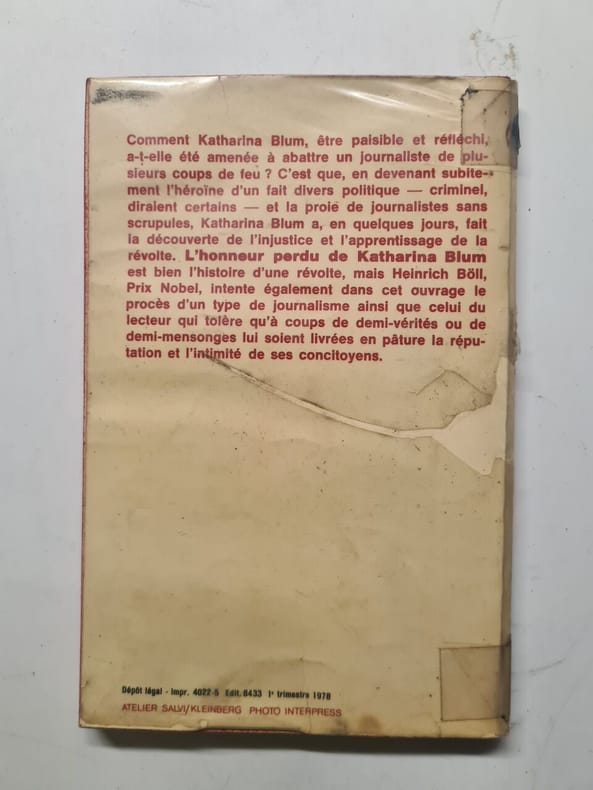 Comment Katharina Blum, être paisible et réfléchi,
a-t-elle été amenée à abattre un journaliste de plu-
sieurs coups de feu ? C'est que, en devenant subite-
ment l'héroïne d'un fait divers politique — criminel,
diraient certains — et la proie de journalistes sans
scrupules, Katharina Blum a, en quelques jours, fait
la découverte de l'injustice et l'apprentissage de la
révolte. L'honneur perdu de Katharina Blum
est bien l'histoire d'une révolte, mais Heinrich Böll,
Prix Nobel, intente également dans cet ouvrage le
procès d'un type de journalisme ainsi que celui du
lecteur qui tolère qu'à coups de demi-vérités ou de
demi-mensonges lui soient livrées en pâture la répu-
tation et l'intimité de ses concitoyens.
Dépôt légal - Impr. 4022-5 Edit. 8433 1ᵉ trimestre 1978
ATELIER SALVI/KLEINBERG PHOTO INTERPRESS